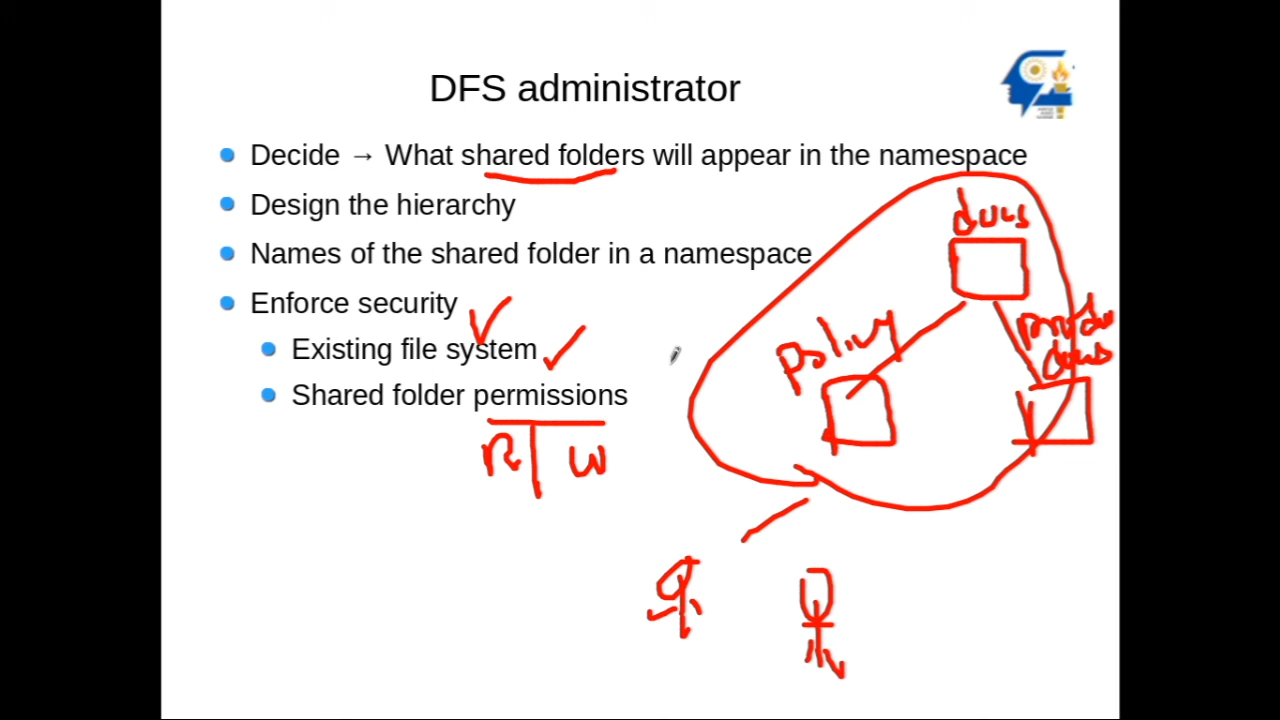 DFS administrator
Decide → What shared folders will appear in the namespace
Design the hierarchy
docs
Names of the shared folder in a namespace
Enforce security
policy
Existing file system
Shared folder permissions
R W